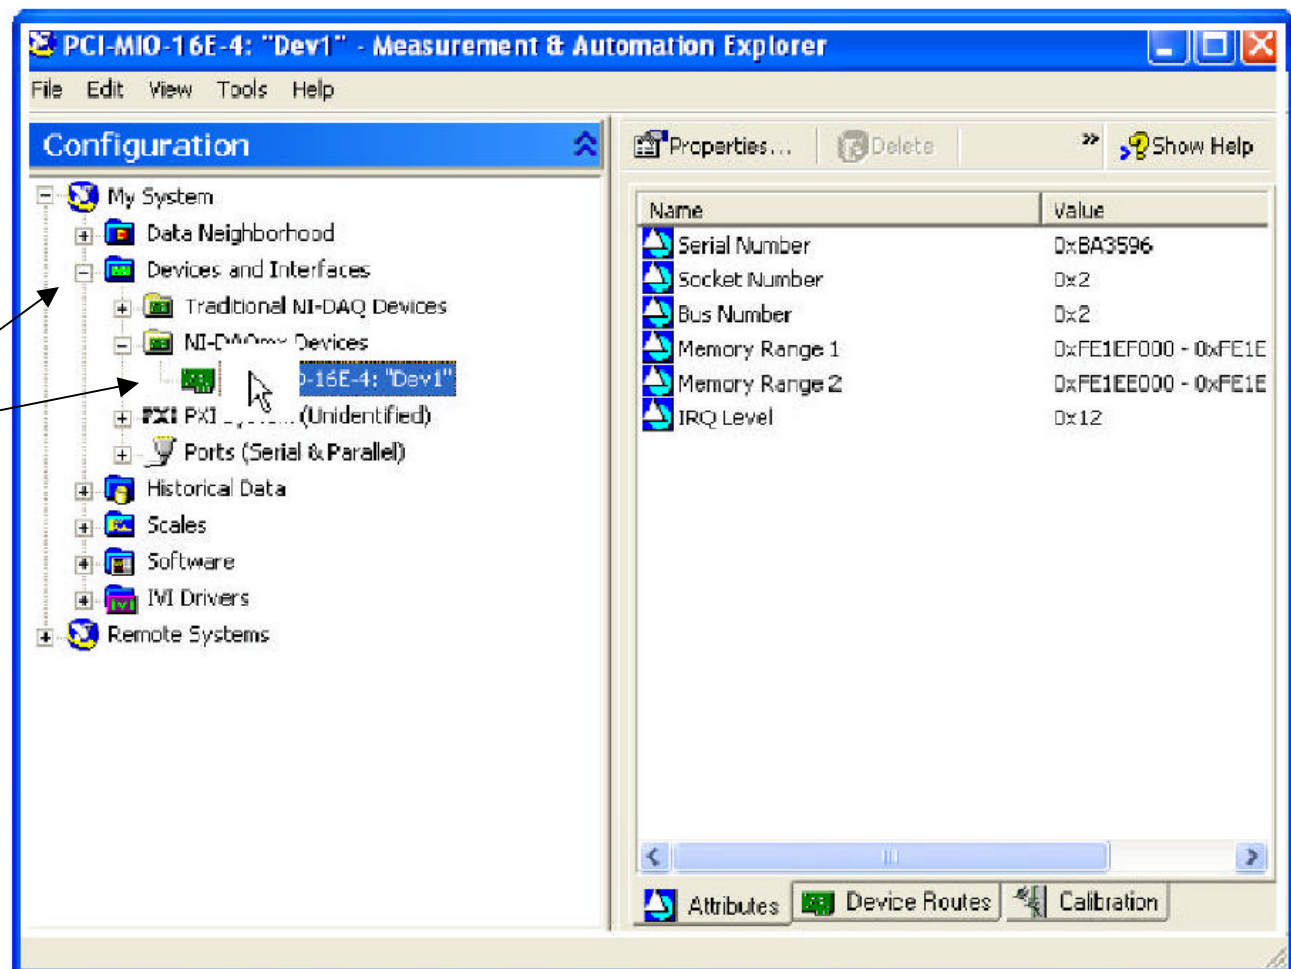 PCI-MIO-16E-4: "Dev1" - Measurement & Automation Explorer
File Edit View Tools Help
Configuration
Properties... Delete » Show Help
My System
Data Neighborhood
Devices and Interfaces
Traditional NI-DAQ Devices
NI-DAQmx Devices
O-16E-4: "Dev1"
PXI PXI (Unidentified)
Ports (Serial & Parallel)
Historical Data
Scales
Software
IVI Drivers
Remote Systems
Name Value
Serial Number 0xBA3596
Socket Number 0x2
Bus Number 0x2
Memory Range 1 0xFE1EF000 - 0xFE1E
Memory Range 2 0xFE1EE000 - 0xFE1E
IRQ Level 0x12
Attributes Device Routes Calibration